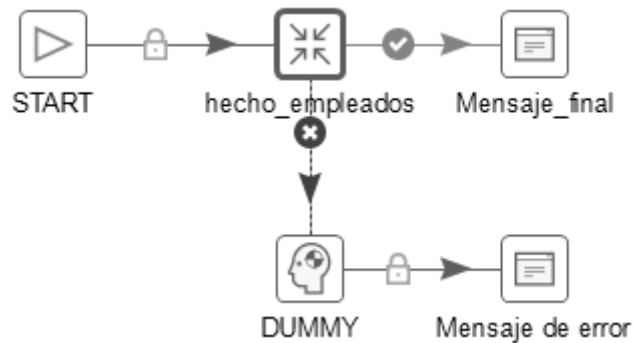 START
hecho_empleados
Mensaje_final
DUMMY
Mensaje de error